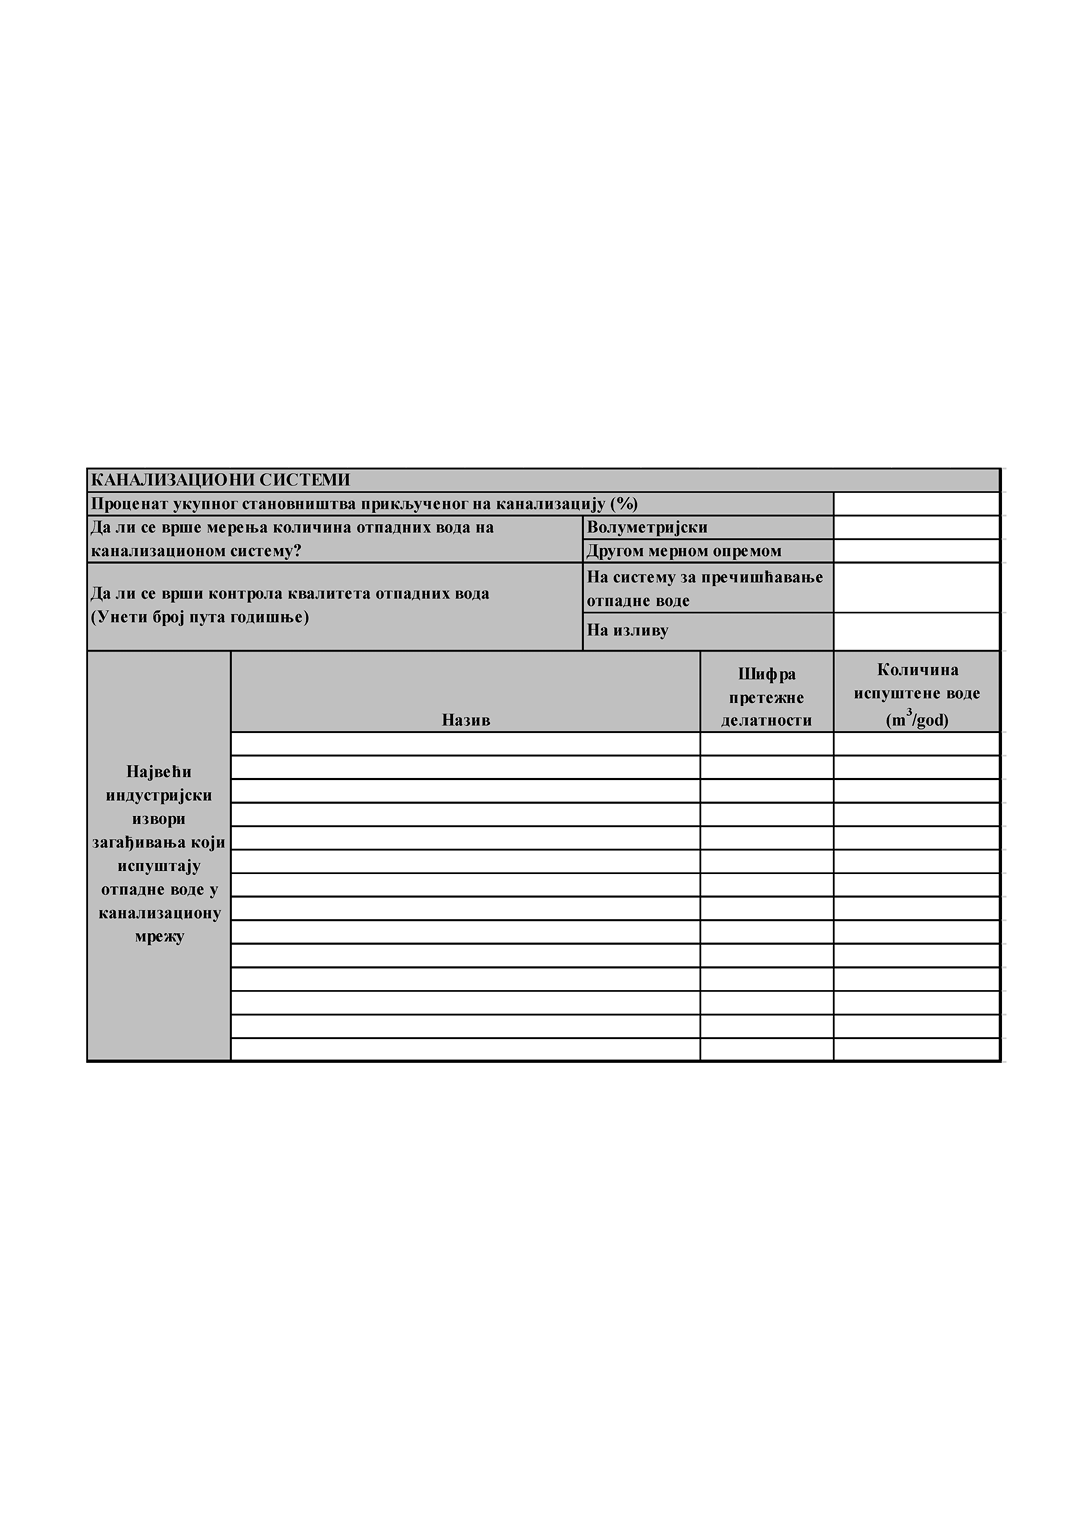 КАНАЛИЗАЦИОНИ СИСТЕМИ
Проценат укупног становништва прикљученог на канализацију (%)
Да ли се врше мерења количина отпадних вода на
канализационом систему?
Волуметријски
Другом мерном опремом
Да ли се врши контрола квалитета отпадних вода
(Унети број пута годишње)
На систему за пречишћавање
отпадне воде
На изливу
Највећи
индустријски
извори
загађивања који
испуштају
отпадне воде у
канализациону
мрежу
Назив
Шифра
претежне
делатности
Количина
испуштене воде
(m³/god)